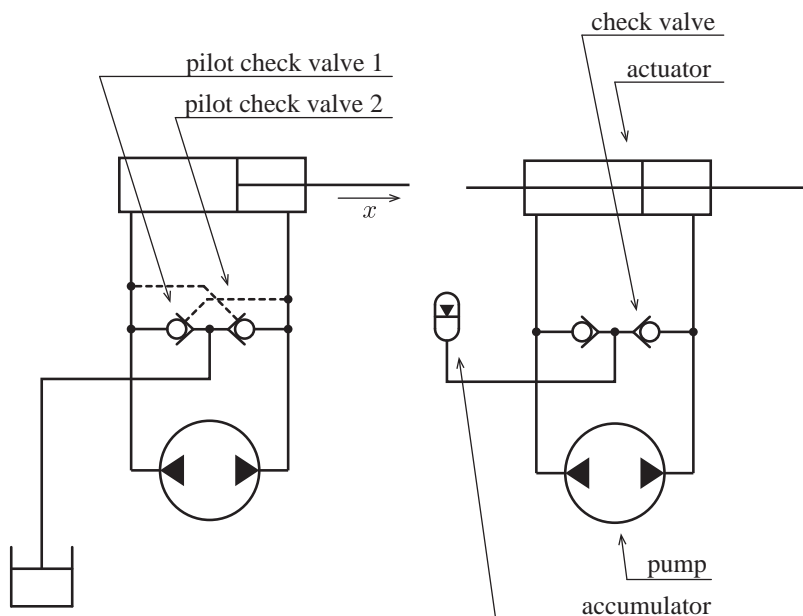 check valve
pilot check valve 1
actuator
pilot check valve 2
x
pump
accumulator